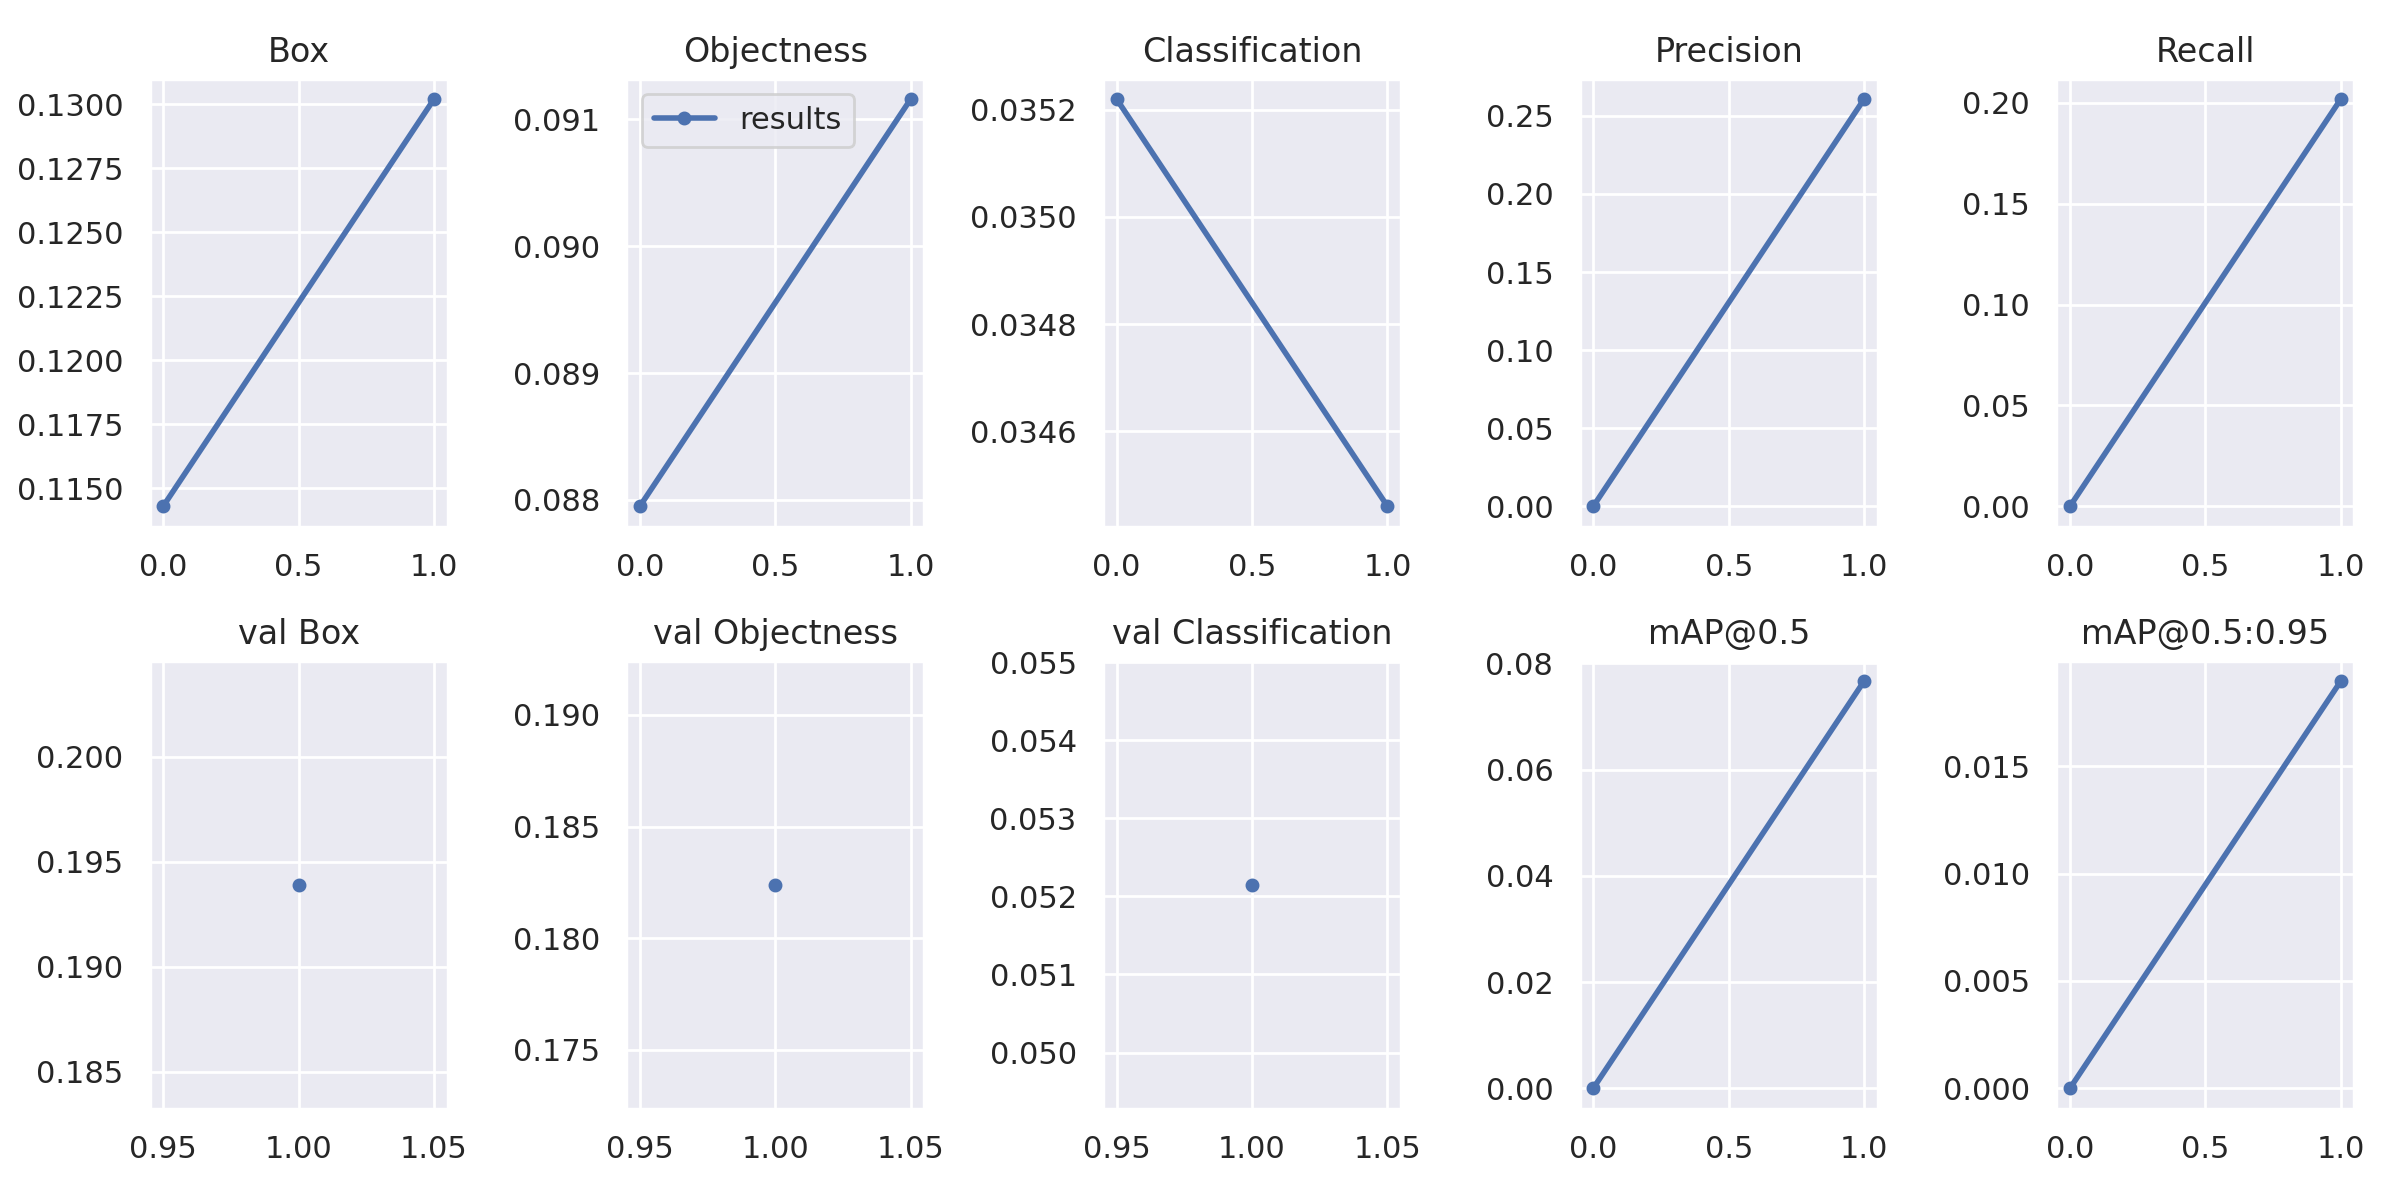 Box
0.1300
0.1275
0.1250
0.1225
0.1200
0.1175
0.1150
0.0 0.5 1.0
Objectness
results
0.091
0.090
0.089
0.088
0.0 0.5 1.0
Classification
0.0352
0.0350
0.0348
0.0346
0.0 0.5 1.0
Precision
0.25
0.20
0.15
0.10
0.05
0.00
0.0 0.5 1.0
Recall
0.20
0.15
0.10
0.05
0.00
0.0 0.5 1.0
val Box
0.200
0.195
0.190
0.185
0.95 1.00 1.05
val Objectness
0.190
0.185
0.180
0.175
0.95 1.00 1.05
val Classification
0.055
0.054
0.053
0.052
0.051
0.050
0.95 1.00 1.05
mAP@0.5
0.08
0.06
0.04
0.02
0.00
0.0 0.5 1.0
mAP@0.5:0.95
0.015
0.010
0.005
0.000
0.0 0.5 1.0